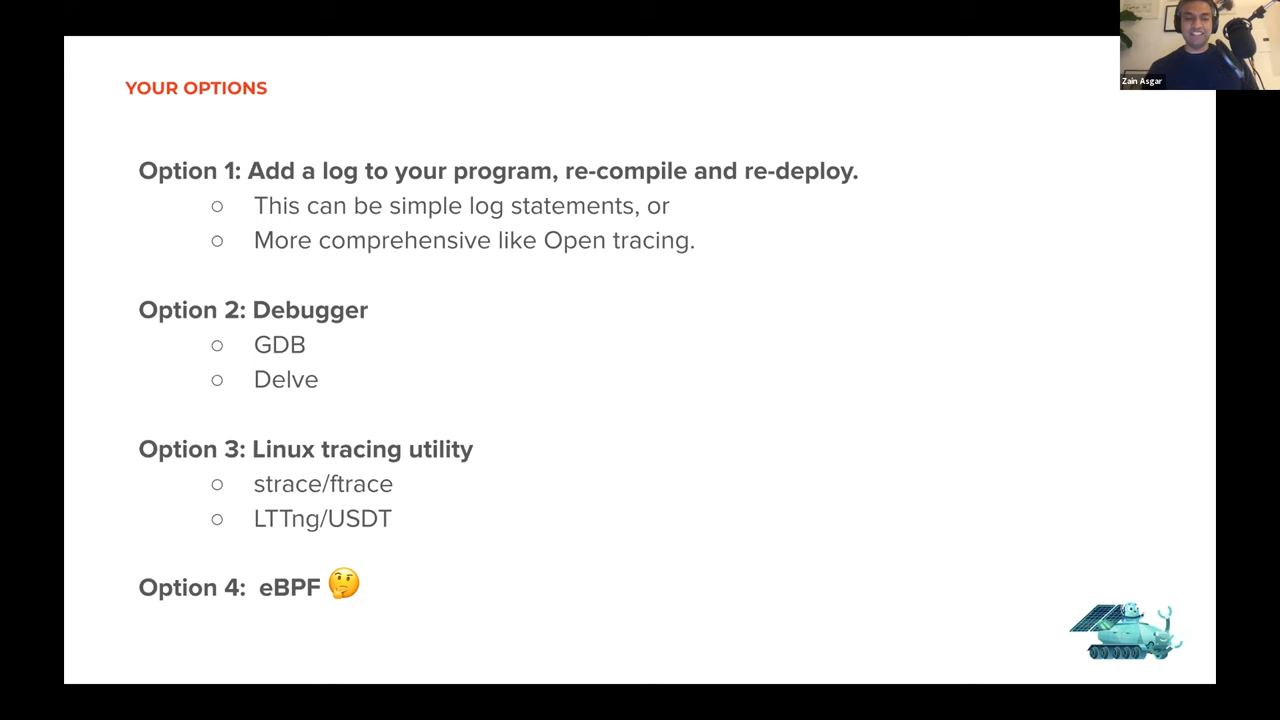 Zain Asgar
YOUR OPTIONS
Option 1: Add a log to your program, re-compile and re-deploy.
○ This can be simple log statements, or
○ More comprehensive like Open tracing.
Option 2: Debugger
○ GDB
○ Delve
Option 3: Linux tracing utility
○ strace/ftrace
○ LTTng/USDT
Option 4: eBPF 🤔